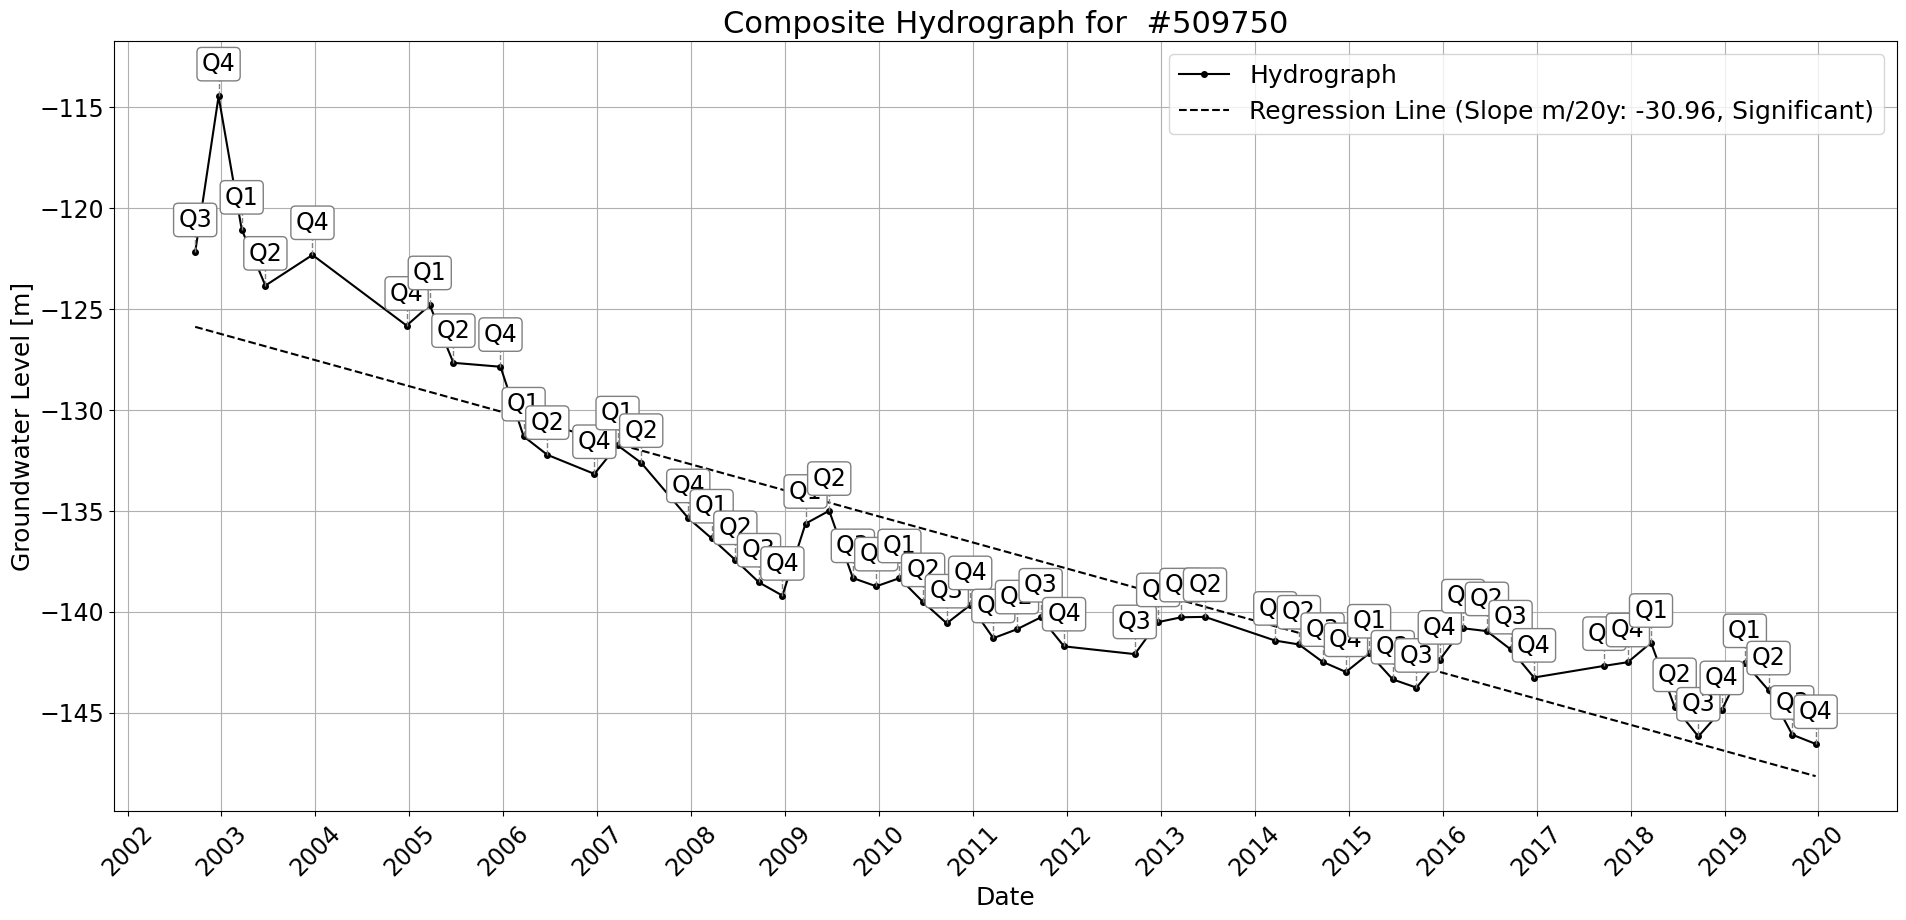 Composite Hydrograph for  #509750
Hydrograph
Regression Line (Slope m/20y: -30.96, Significant)
Groundwater Level [m]
−115
−120
−125
−130
−135
−140
−145
Q3
Q4
Q1
Q2
Q4
Q4
Q1
Q2
Q4
Q1
Q2
Q4
Q1
Q2
Q4
Q1
Q2
Q3
Q4
Q1
Q2
Q1
Q2
Q3
Q4
Q3
Q4
Q3
Q2
Q2
Q4
Q1
Q3
Q4
Q2
Q3
Q4
Q4
Q1
Q2
Q3
Q4
Q1
Q2
Q4
2002
2003
2004
2005
2006
2007
2008
2009
2010
2011
2012
2013
2014
2015
2016
2017
2018
2019
2020
Date